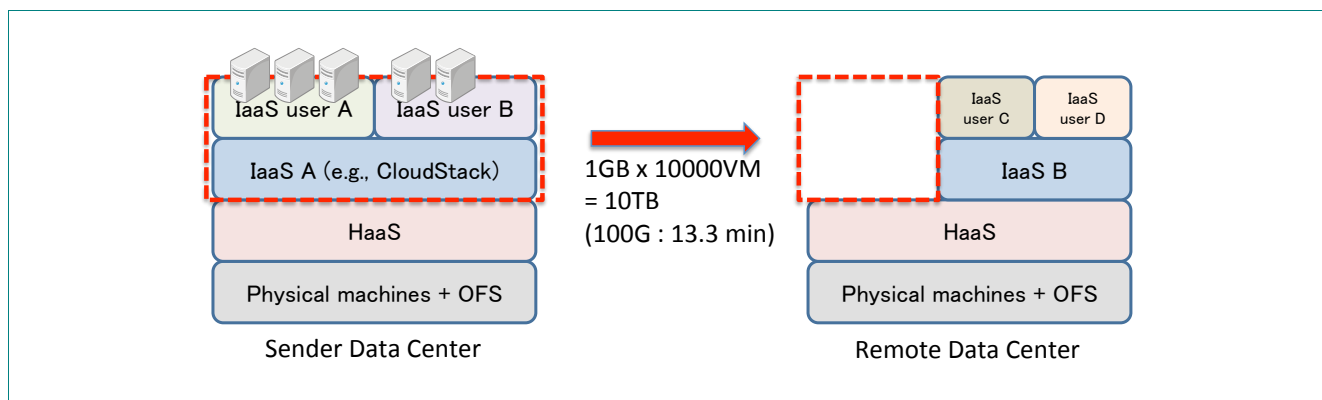 IaaS user A
IaaS user B
IaaS A (e.g., CloudStack)
HaaS
Physical machines + OFS
Sender Data Center
1GB x 10000VM
= 10TB
(100G : 13.3 min)
IaaS
user C
IaaS
user D
IaaS B
HaaS
Physical machines + OFS
Remote Data Center